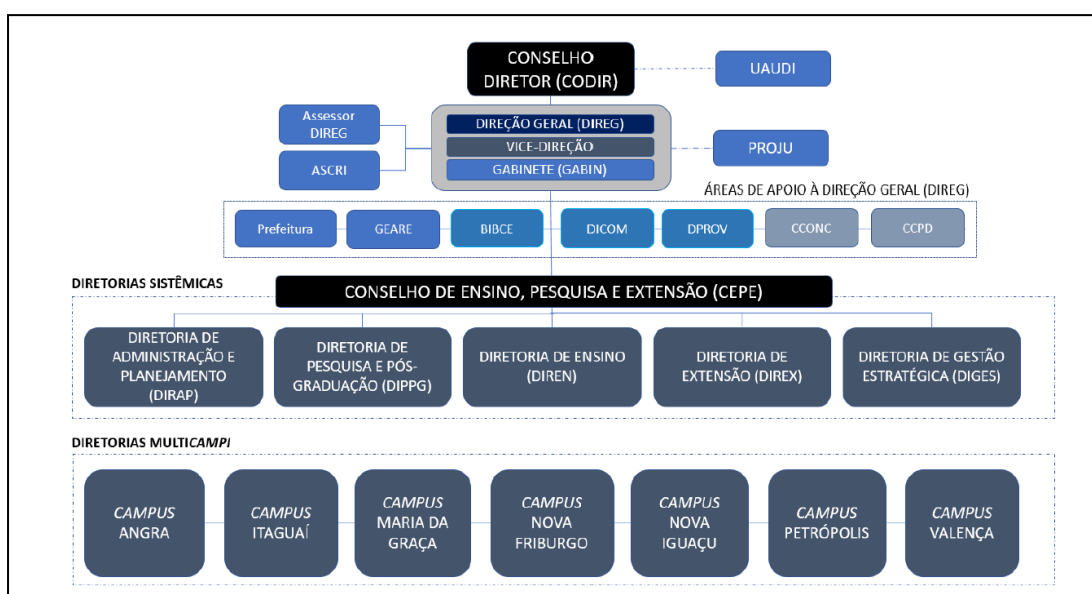 CONSELHO
DIRETOR (CODIR)
UAUDI
Assessor
DIREG
ASCRI
DIREÇÃO GERAL (DIREG)
VICE-DIREÇÃO
GABINETE (GABIN)
PROJU
ÁREAS DE APOIO À DIREÇÃO GERAL (DIREG)
Prefeitura
GEARE
BIBCE
DICOM
DPROV
CCONC
CCPD
DIRETORIAS SISTÊMICAS
CONSELHO DE ENSINO, PESQUISA E EXTENSÃO (CEPE)
DIRETORIA DE
ADMINISTRAÇÃO E
PLANEJAMENTO
(DIRAP)
DIRETORIA DE
PESQUISA E PÓS-
GRADUAÇÃO (DIPPG)
DIRETORIA DE ENSINO
(DIREN)
DIRETORIA DE
EXTENSÃO (DIREX)
DIRETORIA DE GESTÃO
ESTRATÉGICA (DIGES)
DIRETORIAS MULTICAMPI
CAMPUS
ANGRA
CAMPUS
ITAGUAÍ
CAMPUS
MARIA DA
GRAÇA
CAMPUS
NOVA
FRIBURGO
CAMPUS
NOVA
IGUAÇU
CAMPUS
PETRÓPOLIS
CAMPUS
VALENÇA